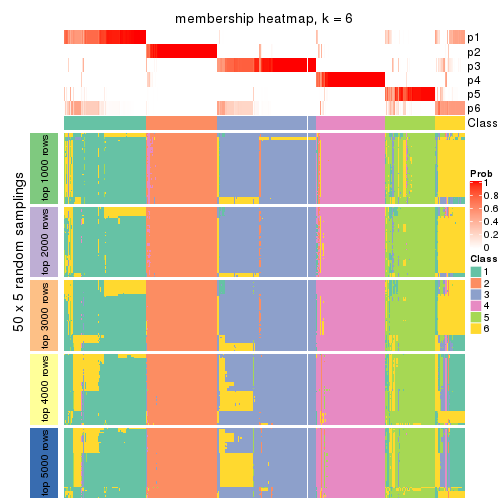 membership heatmap, k = 6
p1
p2
p3
p4
p5
p6
Class
50 x 5 random samplings
top 1000 rows
top 2000 rows
top 3000 rows
top 4000 rows
top 5000 rows
Prob
1
0.8
0.6
0.4
0.2
0
Class
1
2
3
4
5
6